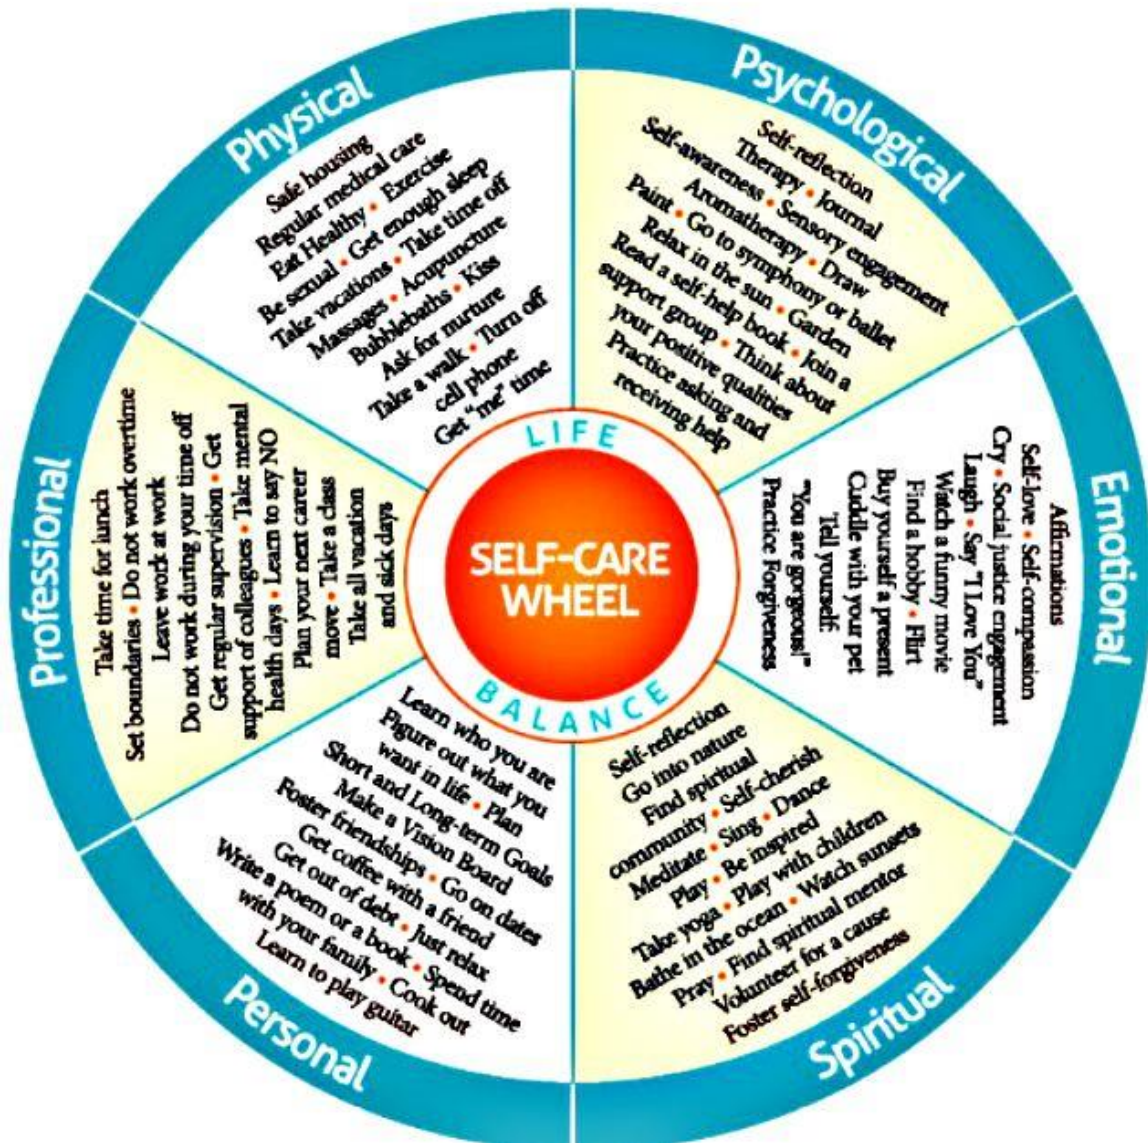 SELF-CARE
WHEEL
LIFE
BALANCE
Physical
Safe housing
Regular medical care
Eat Healthy • Exercise
Be sexual • Get enough sleep
Take vacations • Take time off
Massages • Acupuncture
Bubblebaths • Kiss
Ask for nurture
Take a walk • Turn off
cell phone
Get "me" time
Psychological
Self-reflection
Therapy • Journal
Self-awareness • Sensory engagement
Aromatherapy • Draw
Paint • Go to symphony or ballet
Relax in the sun • Garden
Read a self-help book • Join a
support group • Think about
your positive qualities
Practice asking and
receiving help
Emotional
Affirmations
Self-love • Self-compassion
Cry • Social justice engagement
Laugh • Say "I Love You"
Watch a funny movie
Find a hobby • Flirt
Buy yourself a present
Cuddle with your pet
Tell yourself:
"You are gorgeous!"
Practice Forgiveness
Spiritual
Self-reflection
Go into nature
Find spiritual
community • Self-cherish
Meditate • Sing • Dance
Play • Be inspired
Take yoga • Play with children
Bathe in the ocean • Watch sunsets
Pray • Find spiritual mentor
Volunteer for a cause
Foster self-forgiveness
Personal
Learn who you are
Figure out what you
want in life • Plan
Short and Long-term Goals
Make a Vision Board
Foster friendships • Go on dates
Get coffee with a friend
Get out of debt • Just relax
Write a poem or a book • Spend time
with your family • Cook out
Learn to play guitar
Professional
Take time for lunch
Set boundaries • Do not work overtime
Leave work at work
Do not work during your time off
Get regular supervision • Get
support of colleagues • Take mental
health days • Learn to say NO
Plan your next career
move • Take a class
Take all vacation
and sick days